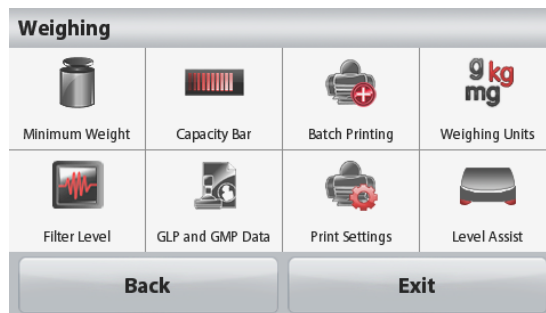 Weighing
g kg
mg
Minimum Weight
Capacity Bar
Batch Printing
Weighing Units
Filter Level
GLP and GMP Data
Print Settings
Level Assist
Back
Exit